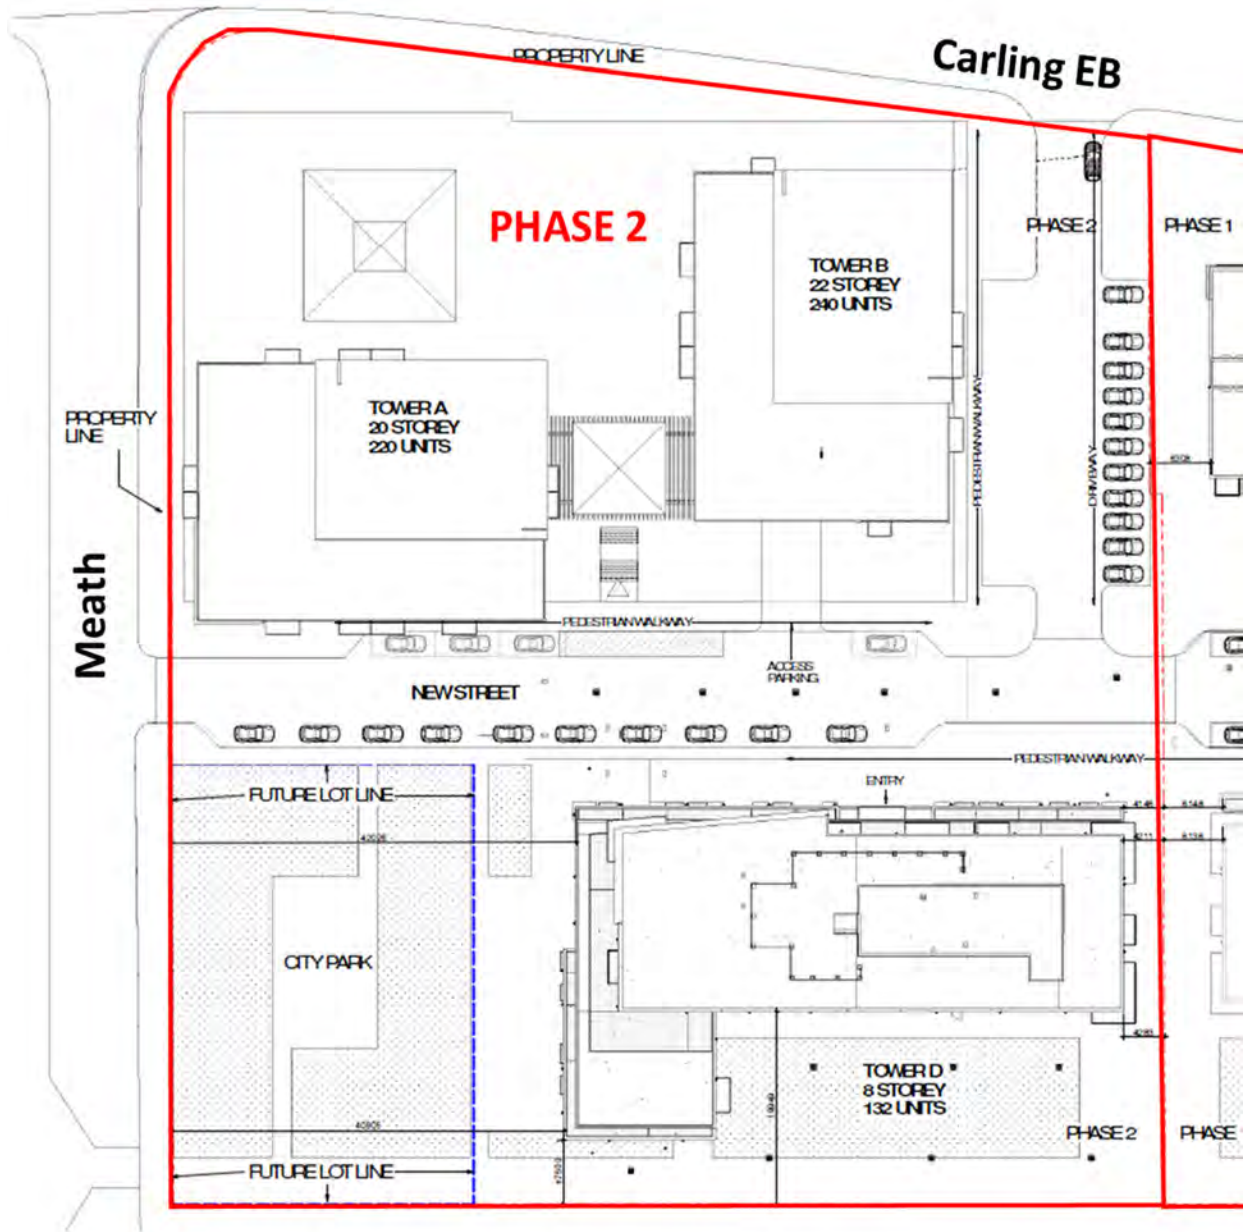 PROPERTY LINE
Carling EB
PHASE 2
PHASE 2
PHASE 1
TOWER B
22 STOREY
240 UNITS
PROPERTY
LINE
TOWER A
20 STOREY
220 UNITS
PEDESTRIAN WALKWAY
DRIVEWAY
Meath
PEDESTRIAN WALKWAY
ACCESS
PARKING
NEW STREET
PEDESTRIAN WALKWAY
ENTRY
FUTURE LOT LINE
CITY PARK
TOWER D
8 STOREY
132 UNITS
PHASE 2
PHASE
FUTURE LOT LINE